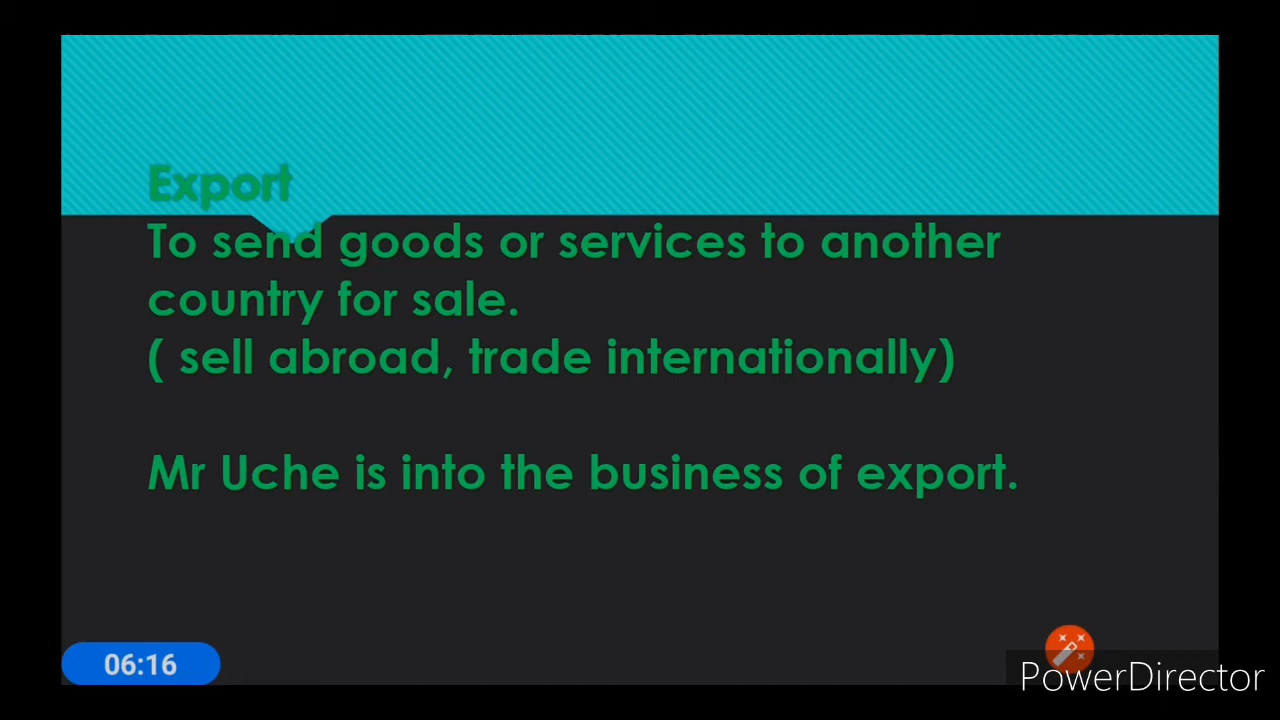 Export
To send goods or services to another
country for sale.
( sell abroad, trade internationally)
Mr Uche is into the business of export.
06:16
PowerDirector